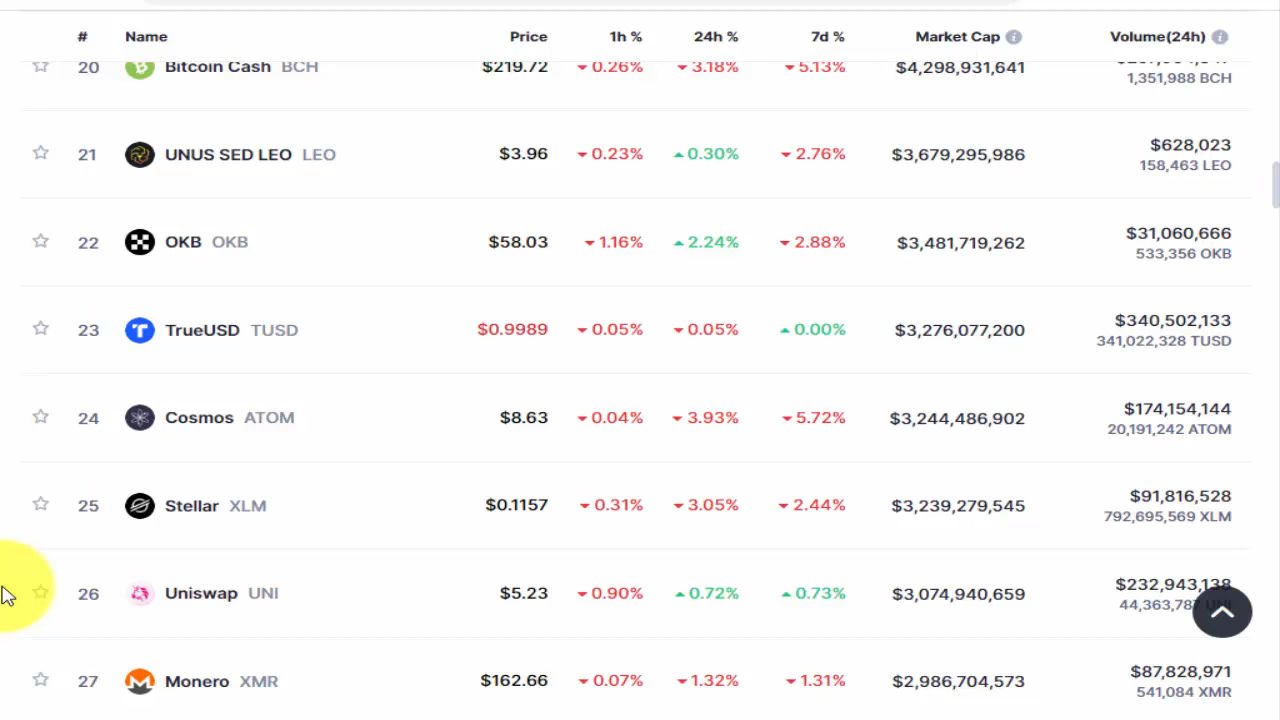 # Name Price 1h % 24h % 7d % Market Cap Volume(24h)
20 Bitcoin Cash BCH $219.72 0.26% 3.18% 5.13% $4,298,931,641
1,351,988 BCH
21 UNUS SED LEO LEO $3.96 0.23% 0.30% 2.76% $3,679,295,986 $628,023
158,463 LEO
22 OKB OKB $58.03 1.16% 2.24% 2.88% $3,481,719,262 $31,060,666
533,356 OKB
23 TrueUSD TUSD $0.9989 0.05% 0.05% 0.00% $3,276,077,200 $340,502,133
341,022,328 TUSD
24 Cosmos ATOM $8.63 0.04% 3.93% 5.72% $3,244,486,902 $174,154,144
20,191,242 ATOM
25 Stellar XLM $0.1157 0.31% 3.05% 2.44% $3,239,279,545 $91,816,528
792,695,569 XLM
26 Uniswap UNI $5.23 0.90% 0.72% 0.73% $3,074,940,659 $232,943,138
44,363,787 UNI
27 Monero XMR $162.66 0.07% 1.32% 1.31% $2,986,704,573 $87,828,971
541,084 XMR